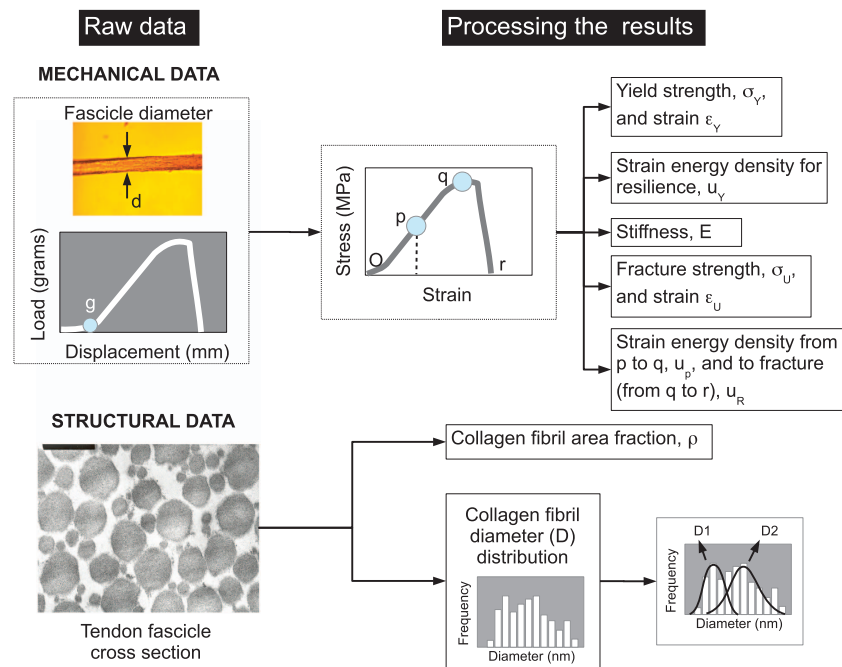 Raw data
Processing the results
MECHANICAL DATA
Fascicle diameter
d
Load (grams)
g
Displacement (mm)
Stress (MPa)
O
p
q
r
Strain
Yield strength, σY,
and strain εY
Strain energy density for
resilience, uY
Stiffness, E
Fracture strength, σU,
and strain εU
Strain energy density from
p to q, up, and to fracture
(from q to r), uR
STRUCTURAL DATA
Tendon fascicle
cross section
Collagen fibril area fraction, ρ
Collagen fibril
diameter (D)
distribution
Frequency
Diameter (nm)
D1
D2
Frequency
Diameter (nm)